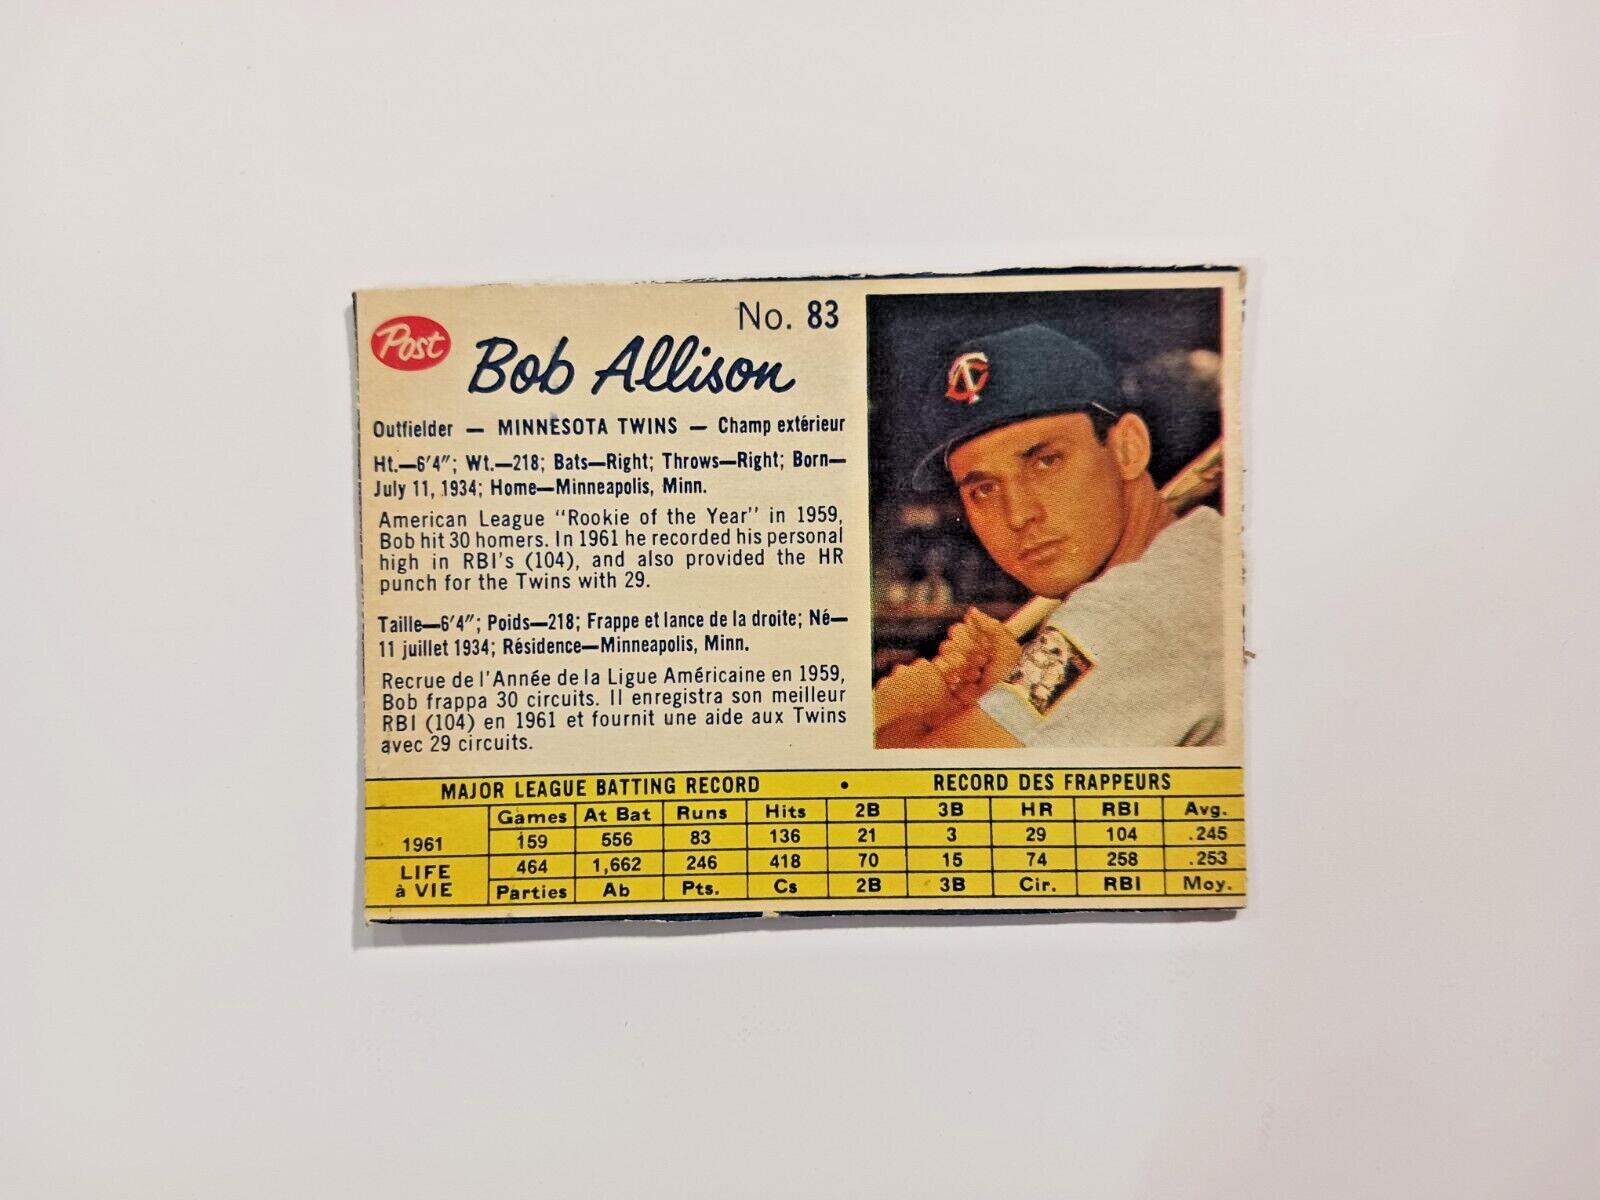 No. 83
Post
Bob Allison
Outfielder — MINNESOTA TWINS — Champ extérieur
Ht.—6'4"; Wt.—218; Bats—Right; Throws—Right; Born—
July 11, 1934; Home—Minneapolis, Minn.
American League "Rookie of the Year" in 1959,
Bob hit 30 homers. In 1961 he recorded his personal
high in RBI's (104), and also provided the HR
punch for the Twins with 29.
Taille—6'4"; Poids—218; Frappe et lance de la droite; Né—
11 juillet 1934; Résidence—Minneapolis, Minn.
Recrue de l'Année de la Ligue Américaine en 1959,
Bob frappa 30 circuits. Il enregistra son meilleur
RBI (104) en 1961 et fournit une aide aux Twins
avec 29 circuits.
TC
MAJOR LEAGUE BATTING RECORD • RECORD DES FRAPPEURS
Games At Bat Runs Hits 2B 3B HR RBI Avg.
1961 159 556 83 136 21 3 29 104 .245
LIFE à VIE 464 1,662 246 418 70 15 74 258 .253
Parties Ab Pts. Cs 2B 3B Cir. RBI Moy.